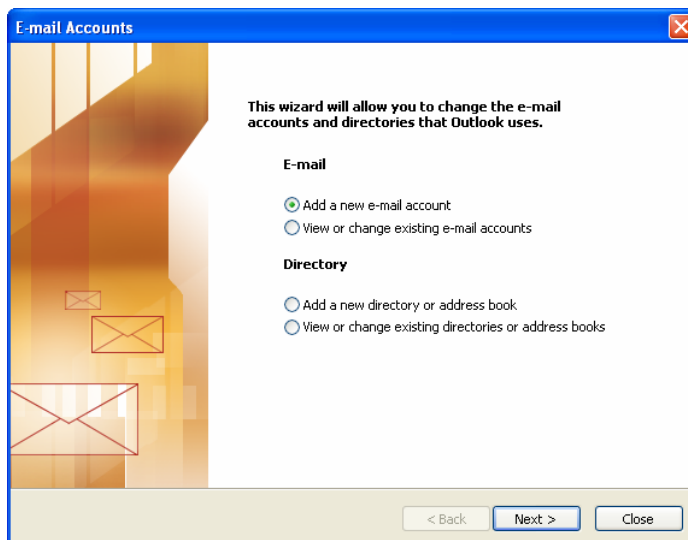 E-mail Accounts
This wizard will allow you to change the e-mail
accounts and directories that Outlook uses.
E-mail
Add a new e-mail account
View or change existing e-mail accounts
Directory
Add a new directory or address book
View or change existing directories or address books
< Back Next > Close